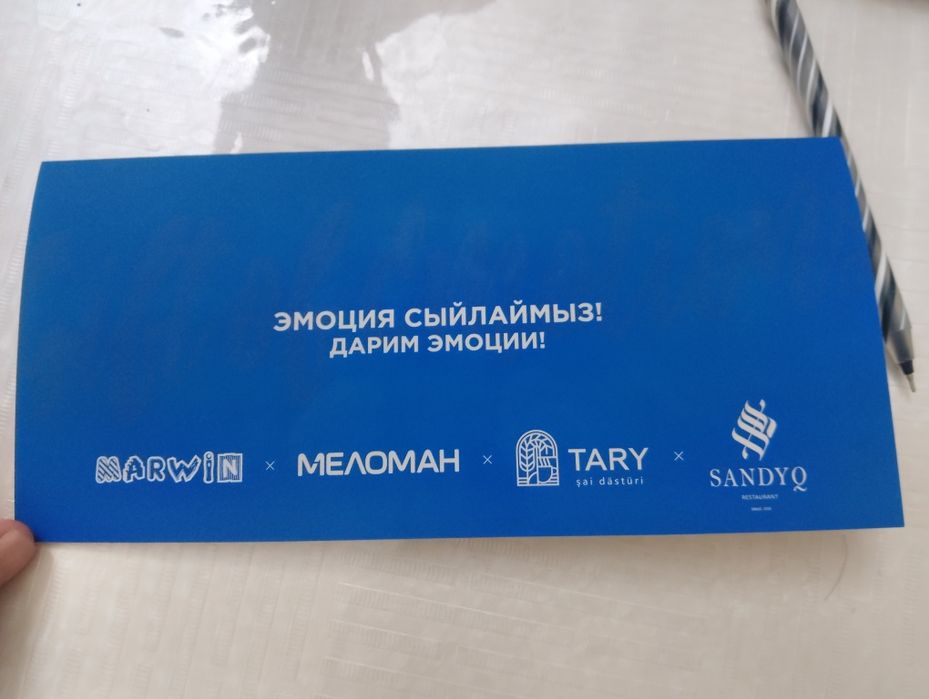 ЭМОЦИЯ СЫЙЛАЙМЫЗ!
ДАРИМ ЭМОЦИИ!
MARWIN × МЕЛОМАН × TARY × SANDYQ
şai dästüri
RESTAURANT